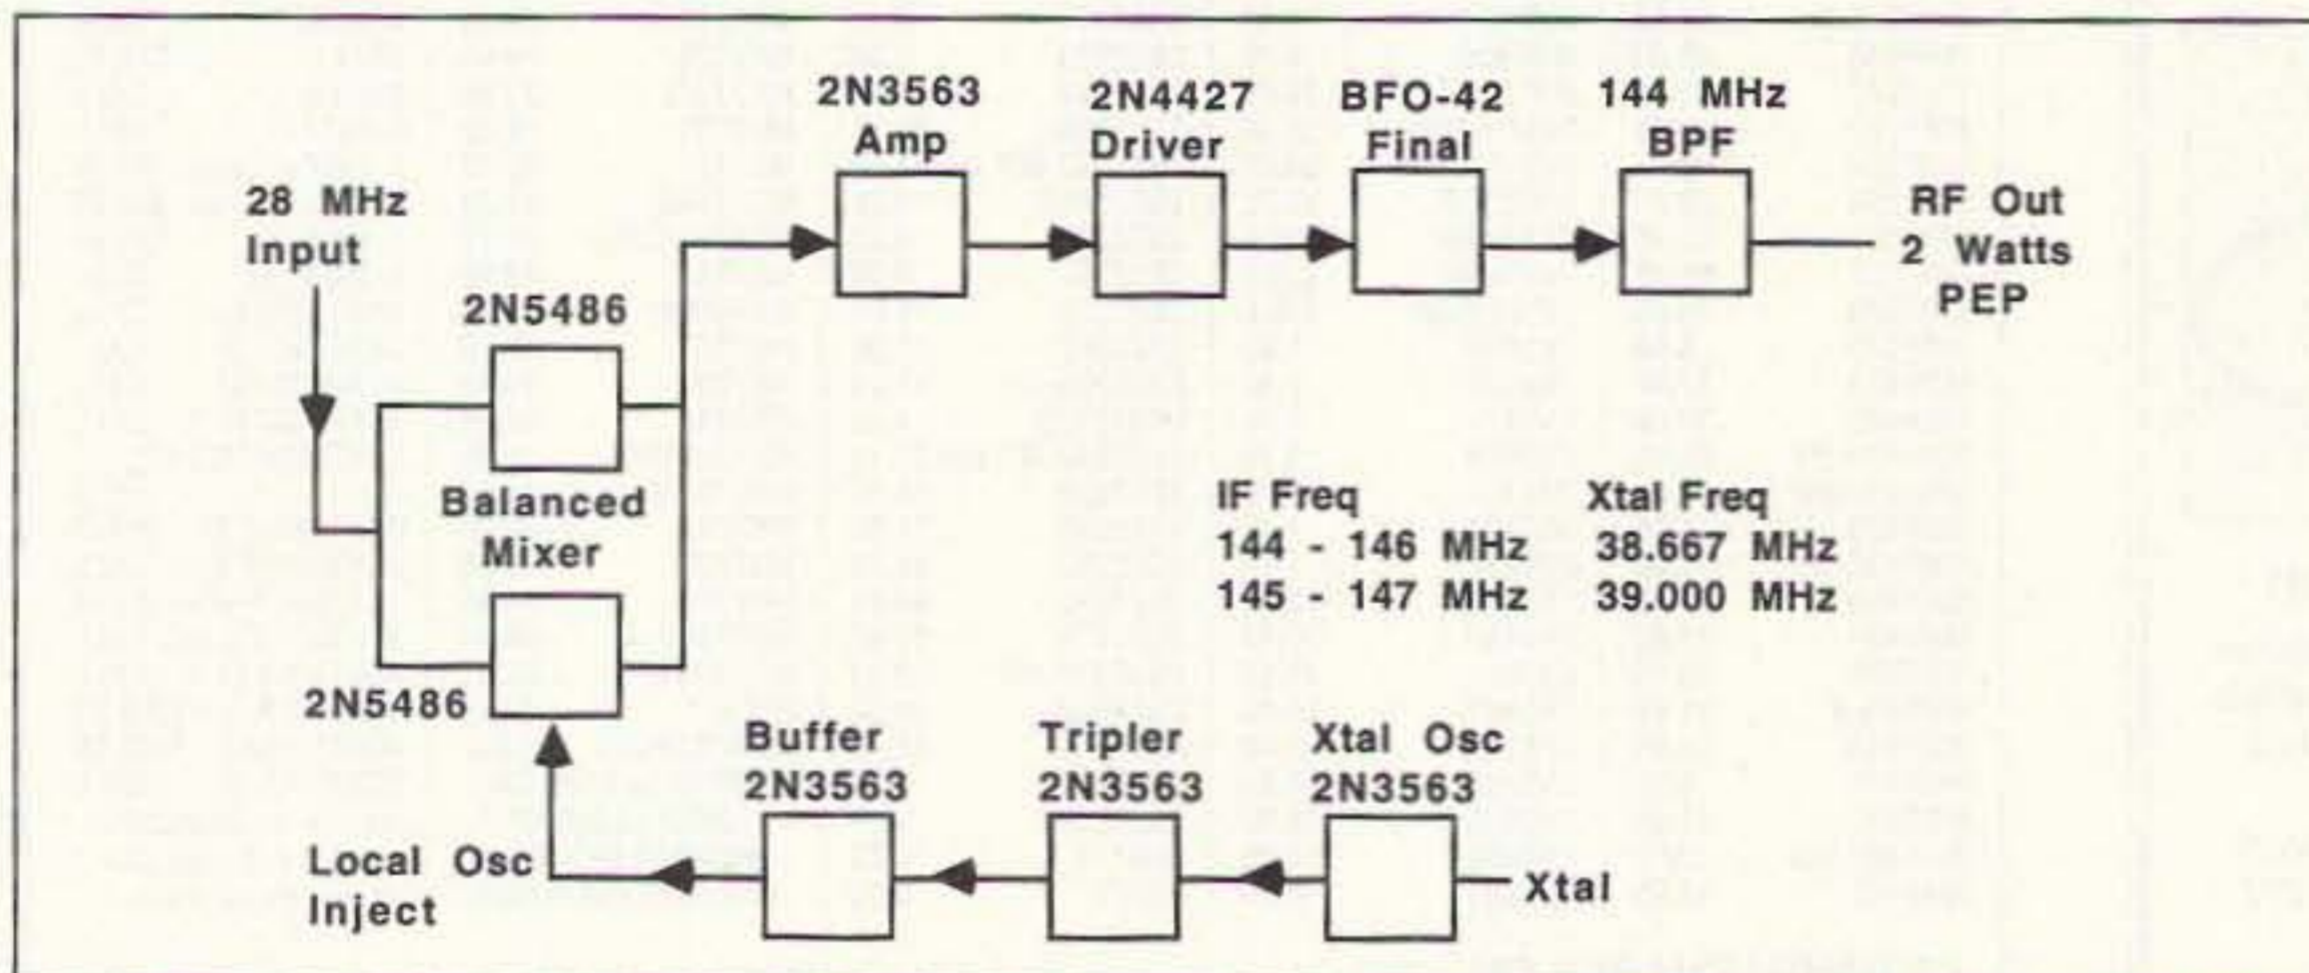 2N3563
Amp
2N4427
Driver
BFO-42
Final
144 MHz
BPF
28 MHz
Input
RF Out
2 Watts
PEP
2N5486
Balanced
Mixer
IF Freq
144 - 146 MHz
145 - 147 MHz
Xtal Freq
38.667 MHz
39.000 MHz
2N5486
Buffer
2N3563
Tripler
2N3563
Xtal Osc
2N3563
Local Osc
Inject
Xtal